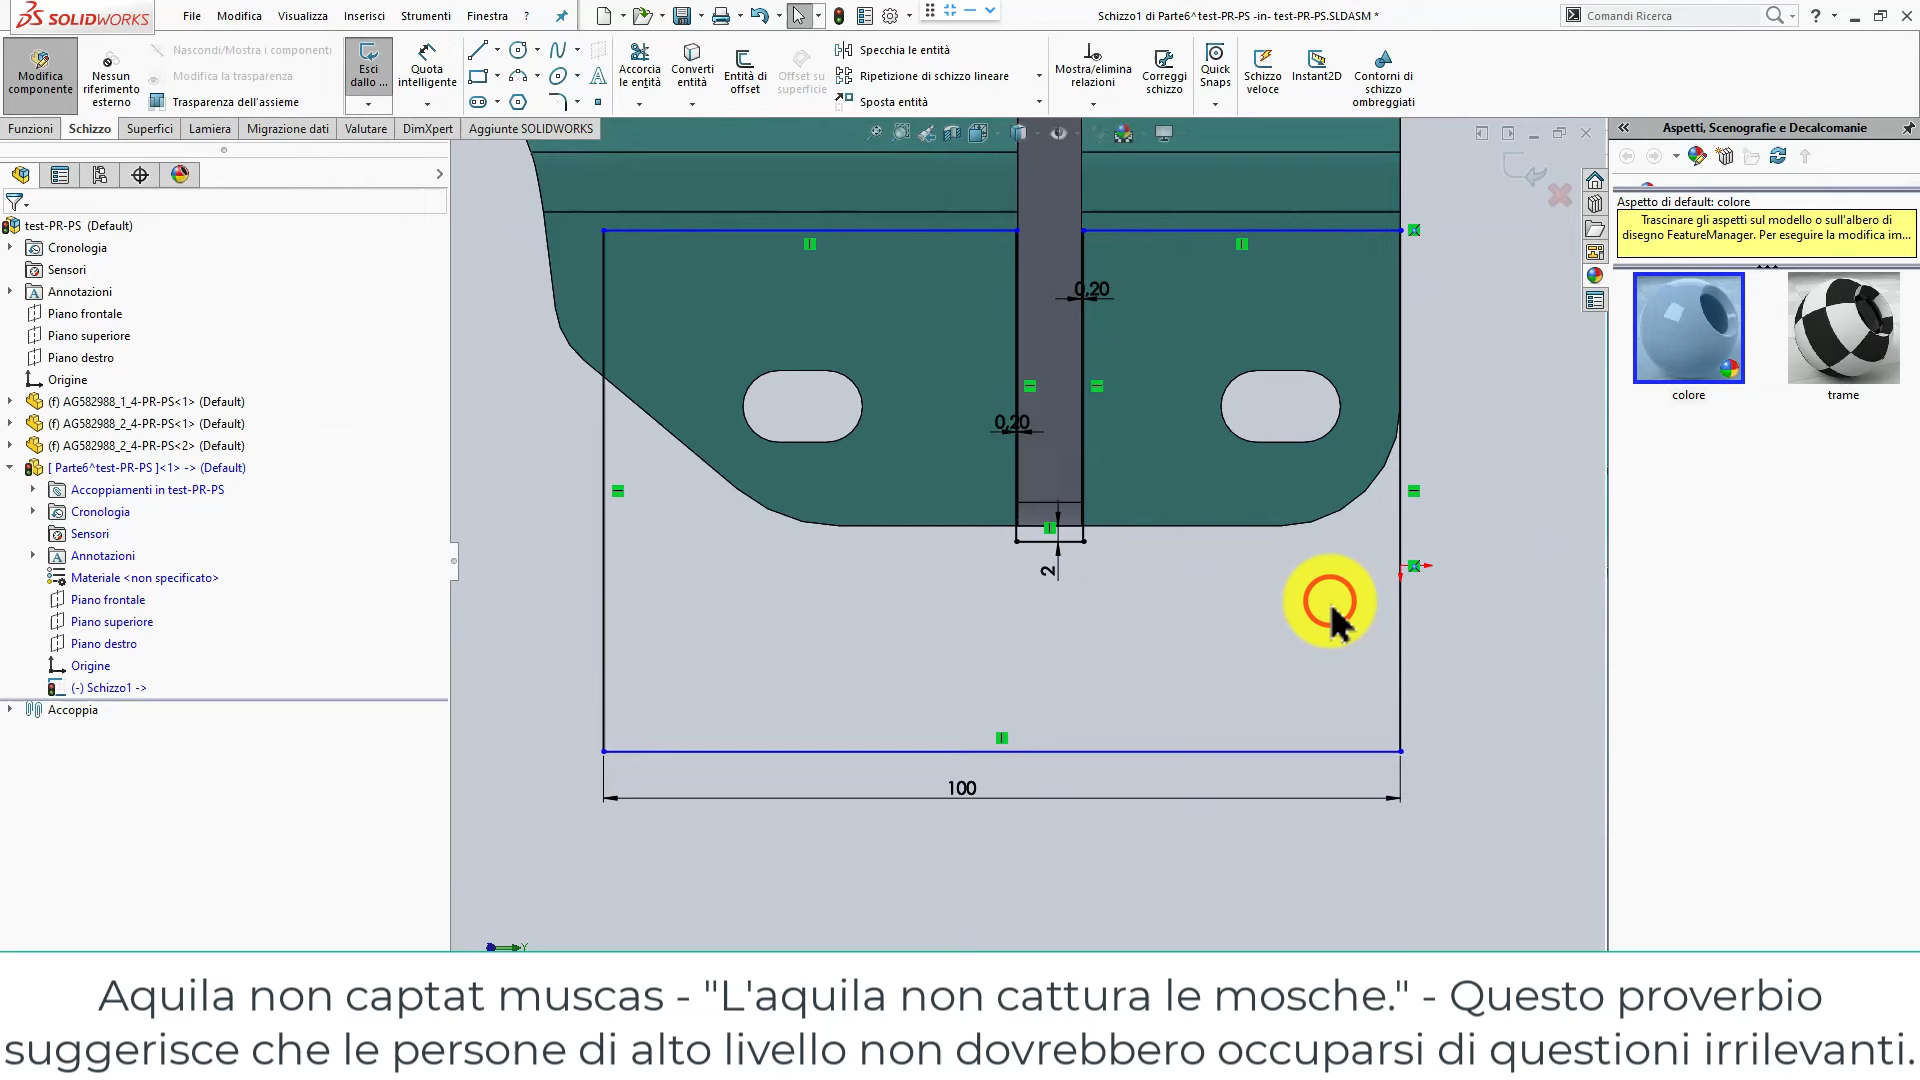 SOLIDWORKS
File Modifica Visualizza Inserisci Strumenti Finestra ?
Schizzo1 di Parte6^test-PR-PS -in- test-PR-PS.SLDASM *
Comandi Ricerca
Modifica componente
Nessun riferimento esterno
Nascondi/Mostra i componenti
Modifica la trasparenza
Trasparenza dell'assieme
Esci dallo ...
Quota intelligente
Accorcia le entità
Converti entità
Entità di offset
Offset su superficie
Specchia le entità
Ripetizione di schizzo lineare
Sposta entità
Mostra/elimina relazioni
Correggi schizzo
Quick Snaps
Schizzo veloce
Instant2D
Contorni di schizzo ombreggiati
Funzioni Schizzo Superfici Lamiera Migrazione dati Valutare DimXpert Aggiunte SOLIDWORKS
test-PR-PS (Default)
Cronologia
Sensori
Annotazioni
Piano frontale
Piano superiore
Piano destro
Origine
(f) AG582988_1_4-PR-PS<1> (Default)
(f) AG582988_2_4-PR-PS<1> (Default)
(f) AG582988_2_4-PR-PS<2> (Default)
[ Parte6^test-PR-PS ]<1> -> (Default)
Accoppiamenti in test-PR-PS
Cronologia
Sensori
Annotazioni
Materiale <non specificato>
Piano frontale
Piano superiore
Piano destro
Origine
(-) Schizzo1 ->
Accoppia
0,20
0,20
2
100
Y
Aspetti, Scenografie e Decalcomanie
Aspetto di default: colore
Trascinare gli aspetti sul modello o sull'albero di
disegno FeatureManager. Per eseguire la modifica im...
colore
trame
Aquila non captat muscas - "L'aquila non cattura le mosche." - Questo proverbio
suggerisce che le persone di alto livello non dovrebbero occuparsi di questioni irrilevanti.